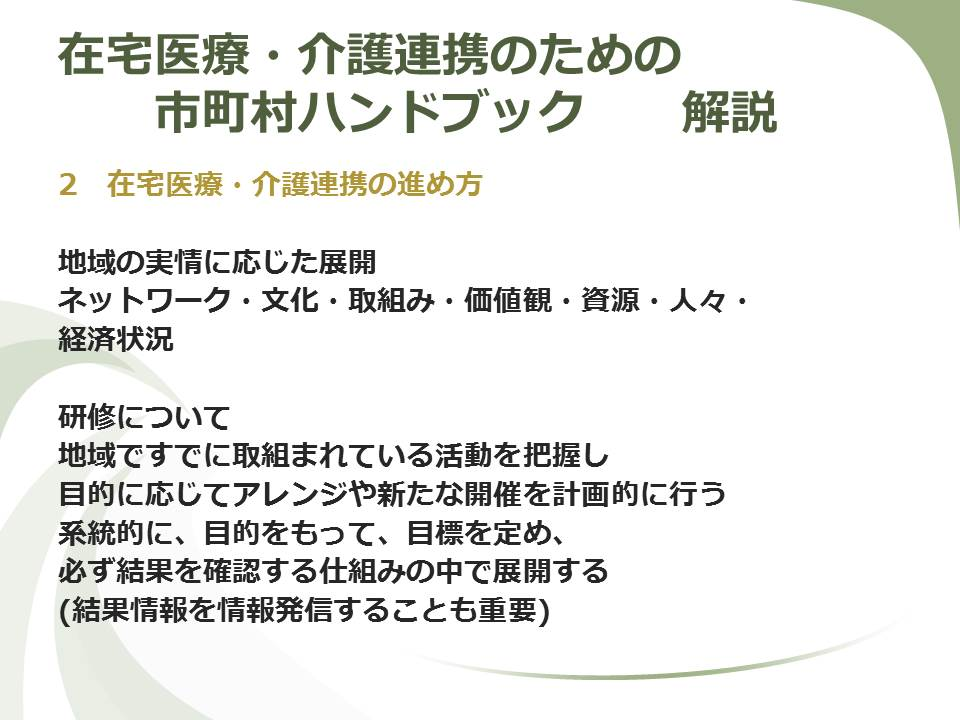 在宅医療・介護連携のための
市町村ハンドブック　　解説
２　在宅医療・介護連携の進め方
地域の実情に応じた展開
ネットワーク・文化・取組み・価値観・資源・人々・
経済状況
研修について
地域ですでに取組まれている活動を把握し
目的に応じてアレンジや新たな開催を計画的に行う
系統的に、目的をもって、目標を定め、
必ず結果を確認する仕組みの中で展開する
(結果情報を情報発信することも重要)